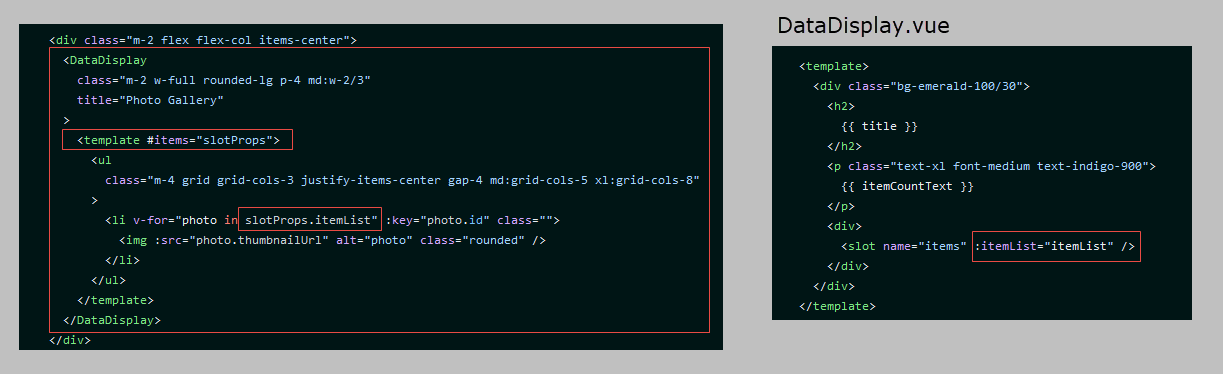 <div class="m-2 flex flex-col items-center">
<DataDisplay
class="m-2 w-full rounded-lg p-4 md:w-2/3"
title="Photo Gallery"
>
<template #items="slotProps">
<ul
class="m-4 grid grid-cols-3 justify-items-center gap-4 md:grid-cols-5 xl:grid-cols-8"
>
<li v-for="photo in slotProps.itemList" :key="photo.id" class="">
<img :src="photo.thumbnailUrl" alt="photo" class="rounded" />
</li>
</ul>
</template>
</DataDisplay>
</div>
DataDisplay.vue
<template>
<div class="bg-emerald-100/30">
<h2>
{{ title }}
</h2>
<p class="text-xl font-medium text-indigo-900">
{{ itemCountText }}
</p>
<div>
<slot name="items" :itemList="itemList" />
</div>
</div>
</template>